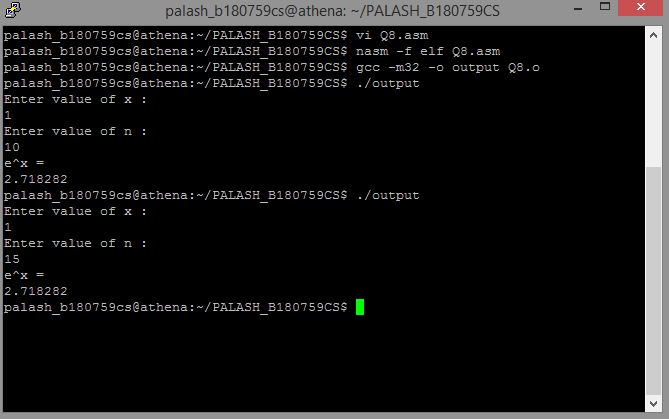 palash_b180759cs@athena: ~/PALASH_B180759CS
palash_b180759cs@athena:~/PALASH_B180759CS$ vi Q8.asm
palash_b180759cs@athena:~/PALASH_B180759CS$ nasm -f elf Q8.asm
palash_b180759cs@athena:~/PALASH_B180759CS$ gcc -m32 -o output Q8.o
palash_b180759cs@athena:~/PALASH_B180759CS$ ./output
Enter value of x :
1
Enter value of n :
10
e^x =
2.718282
palash_b180759cs@athena:~/PALASH_B180759CS$ ./output
Enter value of x :
1
Enter value of n :
15
e^x =
2.718282
palash_b180759cs@athena:~/PALASH_B180759CS$